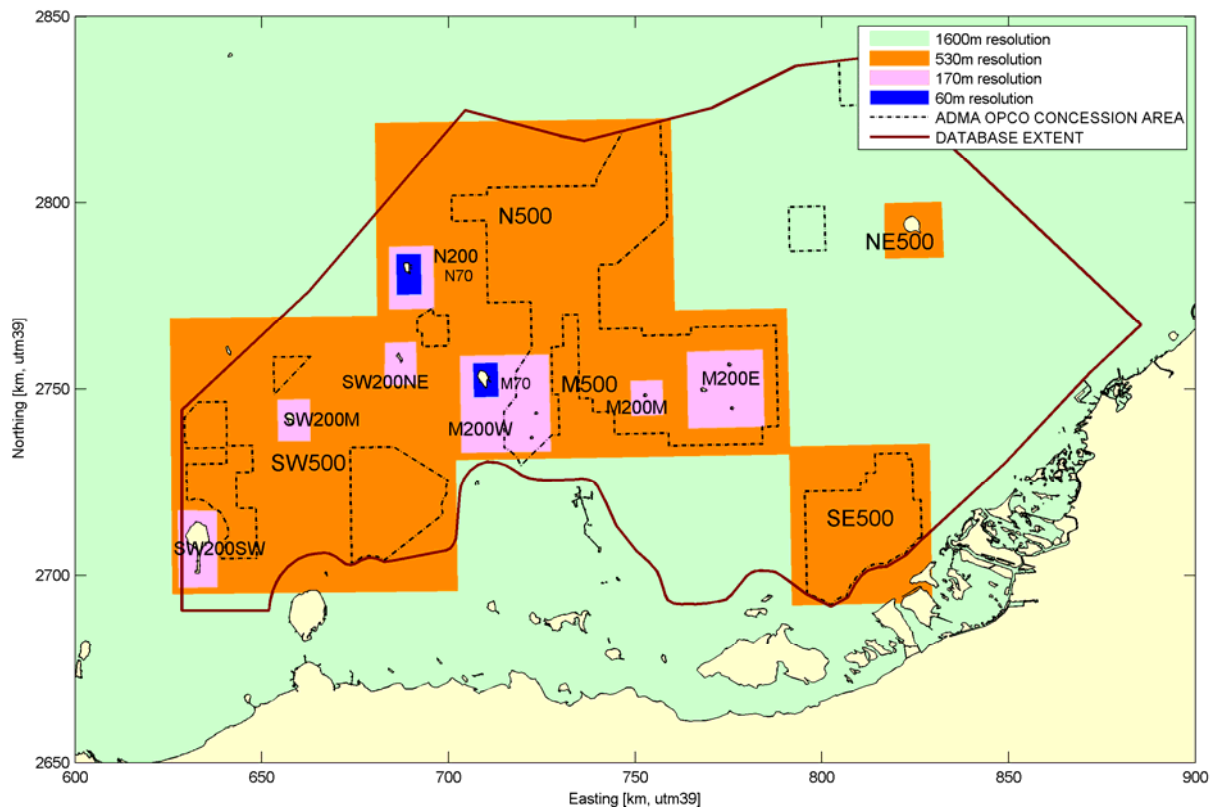 2850
1600m resolution
530m resolution
170m resolution
60m resolution
ADMA OPCO CONCESSION AREA
DATABASE EXTENT
2800
N500
NE500
N200
N70
Northing [km, utm39]
2750
SW200NE
M70
M500
M200E
M200M
SW200M
M200W
SW500
SE500
SW200SW
2700
2650
600
650
700
750
800
850
900
Easting [km, utm39]